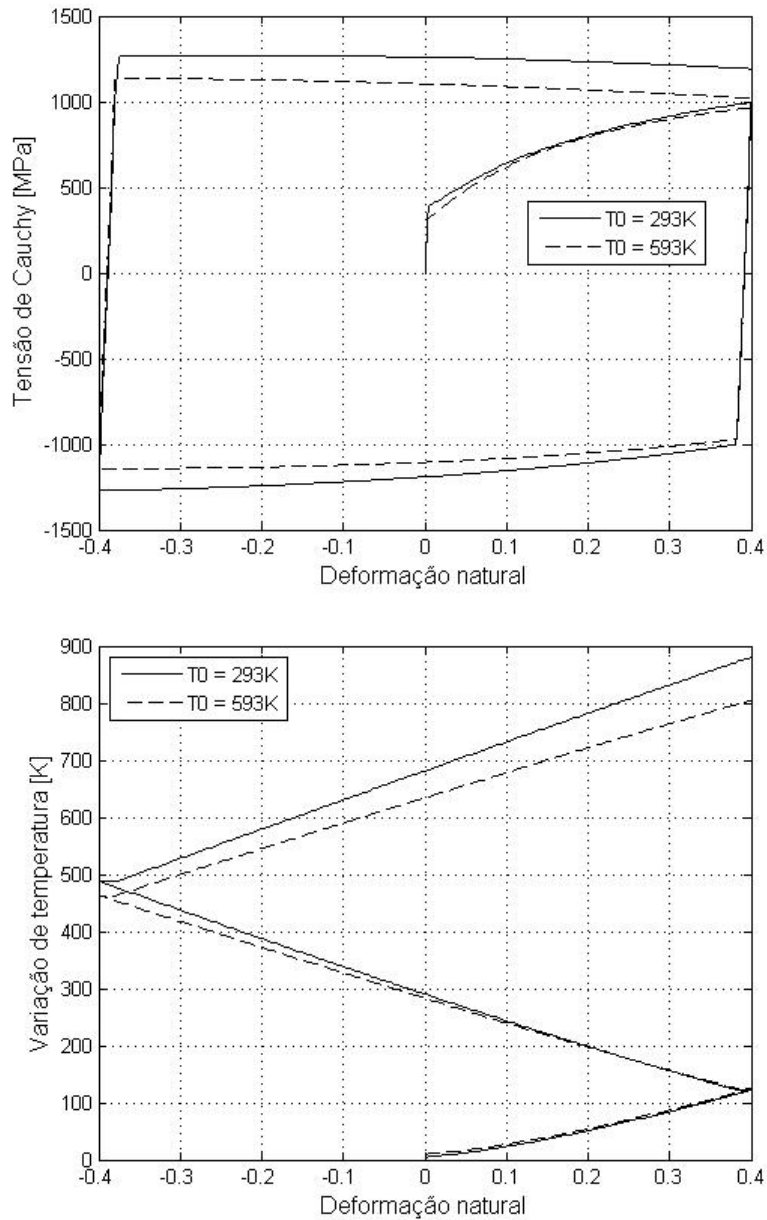 1500
1000
500
0
-500
-1000
-1500
Tensão de Cauchy [MPa]
T0 = 293K
T0 = 593K
-0.4 -0.3 -0.2 -0.1 0 0.1 0.2 0.3 0.4
Deformação natural
900
800
700
600
500
400
300
200
100
0
Variação de temperatura [K]
T0 = 293K
T0 = 593K
-0.4 -0.3 -0.2 -0.1 0 0.1 0.2 0.3 0.4
Deformação natural